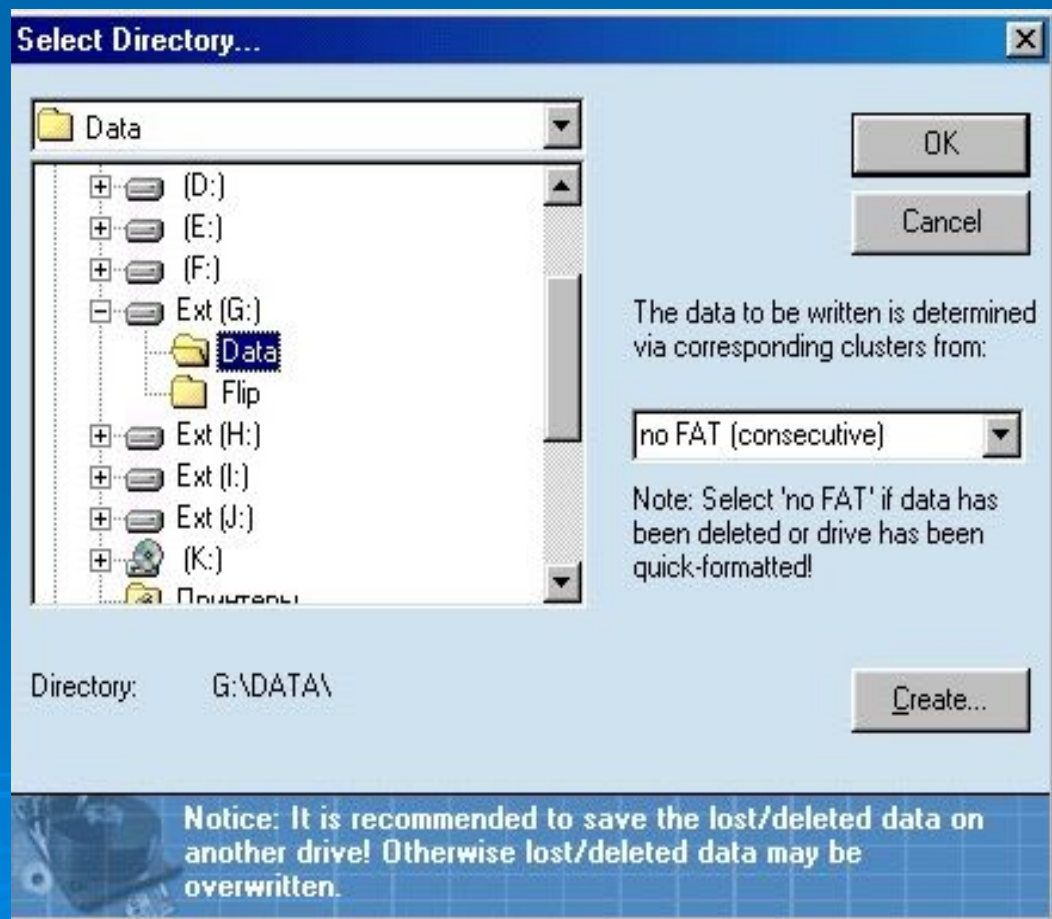 Select Directory...
Data
OK
(D:)
(E:)
Cancel
(F:)
Ext (G:)
Data
Flip
Ext (H:)
Ext (I:)
Ext (J:)
(K:)
Принтеры
The data to be written is determined
via corresponding clusters from:
no FAT (consecutive)
Note: Select 'no FAT' if data has
been deleted or drive has been
quick-formatted!
Directory: G:\DATA\
Create...
Notice: It is recommended to save the lost/deleted data on
another drive! Otherwise lost/deleted data may be
overwritten.